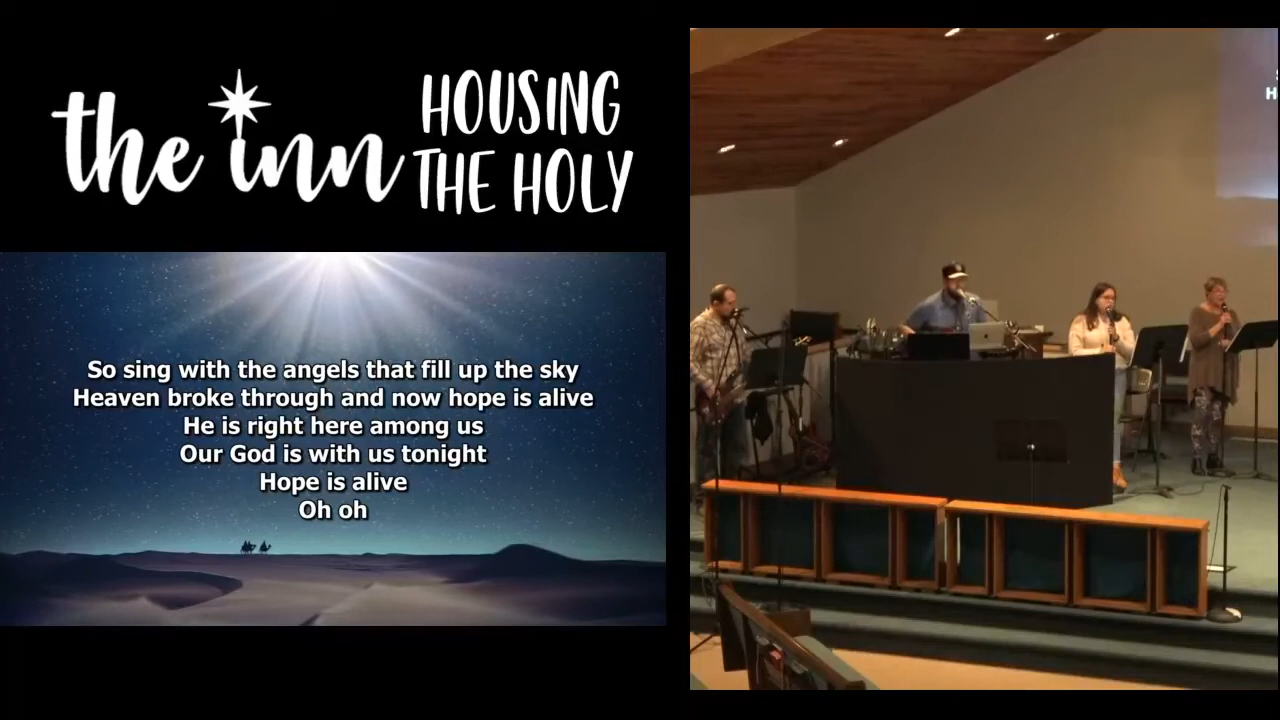 the inn
HOUSING
THE HOLY
So sing with the angels that fill up the sky
Heaven broke through and now hope is alive
He is right here among us
Our God is with us tonight
Hope is alive
Oh oh
H